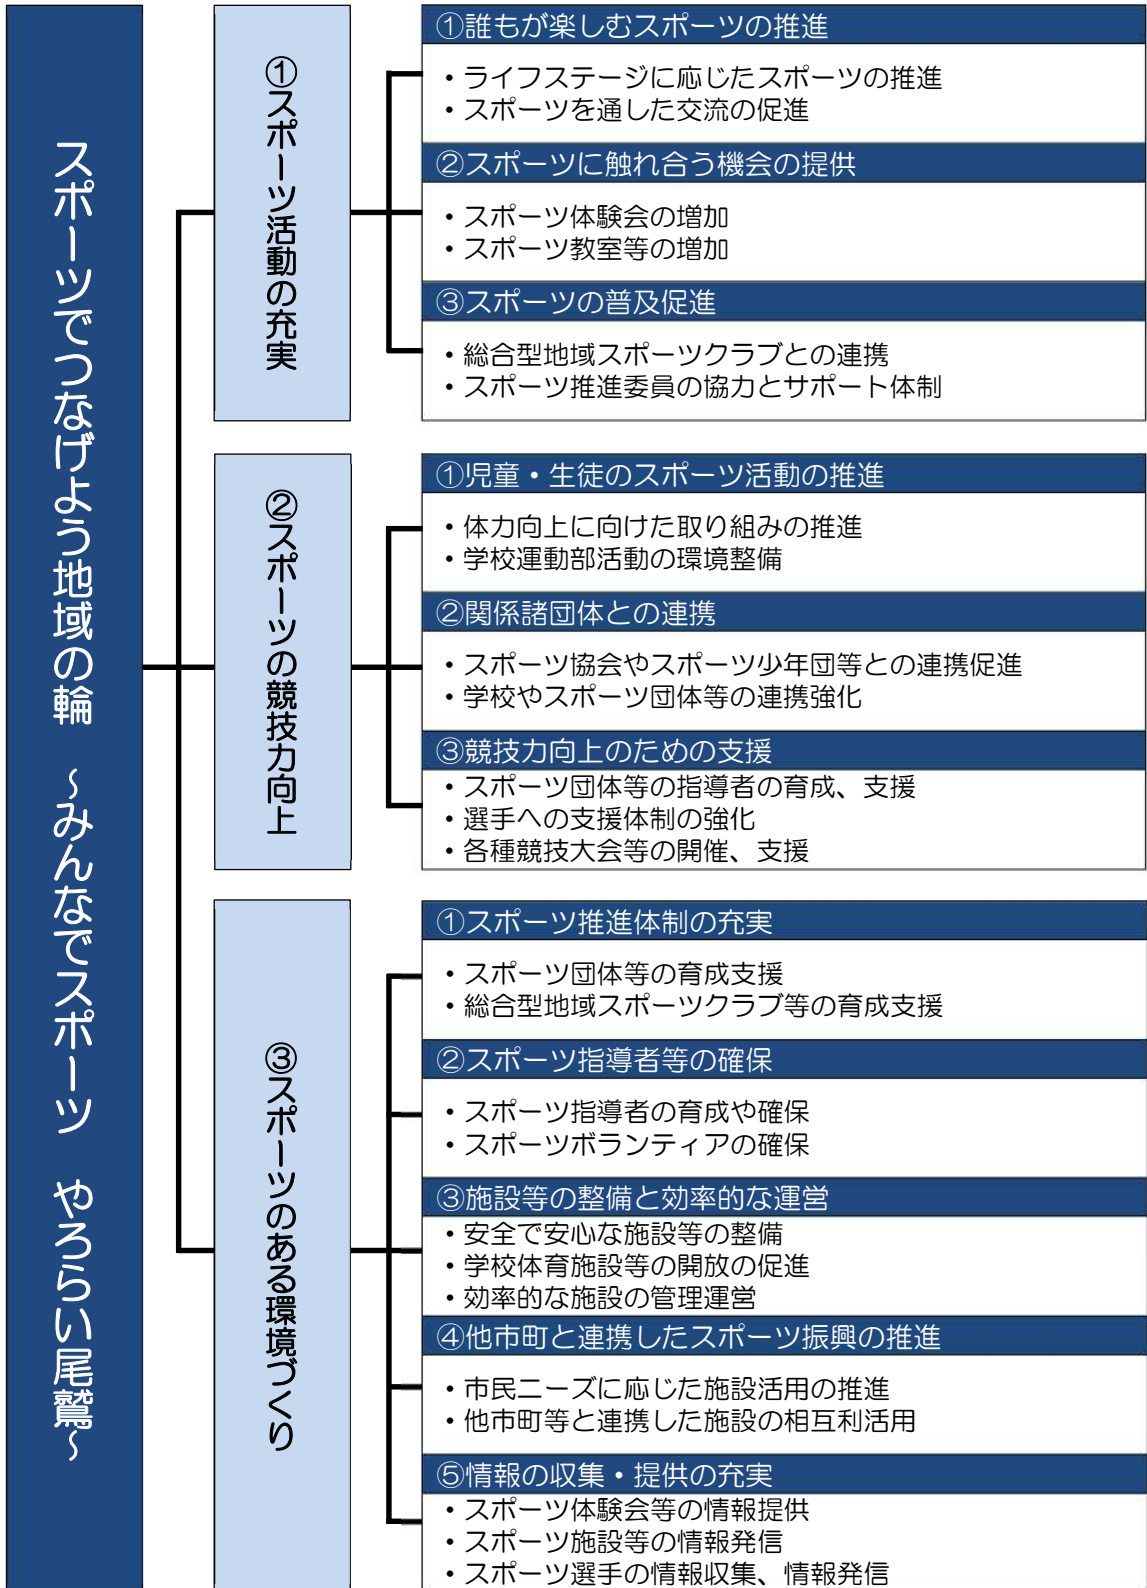 スポーツでつなげよう地域の輪 ～みんなでスポーツ やろらい尾鷲～
①スポーツ活動の充実
①誰もが楽しむスポーツの推進
・ライフステージに応じたスポーツの推進
・スポーツを通した交流の促進
②スポーツに触れ合う機会の提供
・スポーツ体験会の増加
・スポーツ教室等の増加
③スポーツの普及促進
・総合型地域スポーツクラブとの連携
・スポーツ推進委員の協力とサポート体制
②スポーツの競技力向上
①児童・生徒のスポーツ活動の推進
・体力向上に向けた取り組みの推進
・学校運動部活動の環境整備
②関係諸団体との連携
・スポーツ協会やスポーツ少年団等との連携促進
・学校やスポーツ団体等の連携強化
③競技力向上のための支援
・スポーツ団体等の指導者の育成、支援
・選手への支援体制の強化
・各種競技大会等の開催、支援
③スポーツのある環境づくり
①スポーツ推進体制の充実
・スポーツ団体等の育成支援
・総合型地域スポーツクラブ等の育成支援
②スポーツ指導者等の確保
・スポーツ指導者の育成や確保
・スポーツボランティアの確保
③施設等の整備と効率的な運営
・安全で安心な施設等の整備
・学校体育施設等の開放の促進
・効率的な施設の管理運営
④他市町と連携したスポーツ振興の推進
・市民ニーズに応じた施設活用の推進
・他市町等と連携した施設の相互利活用
⑤情報の収集・提供の充実
・スポーツ体験会等の情報提供
・スポーツ施設等の情報発信
・スポーツ選手の情報収集、情報発信